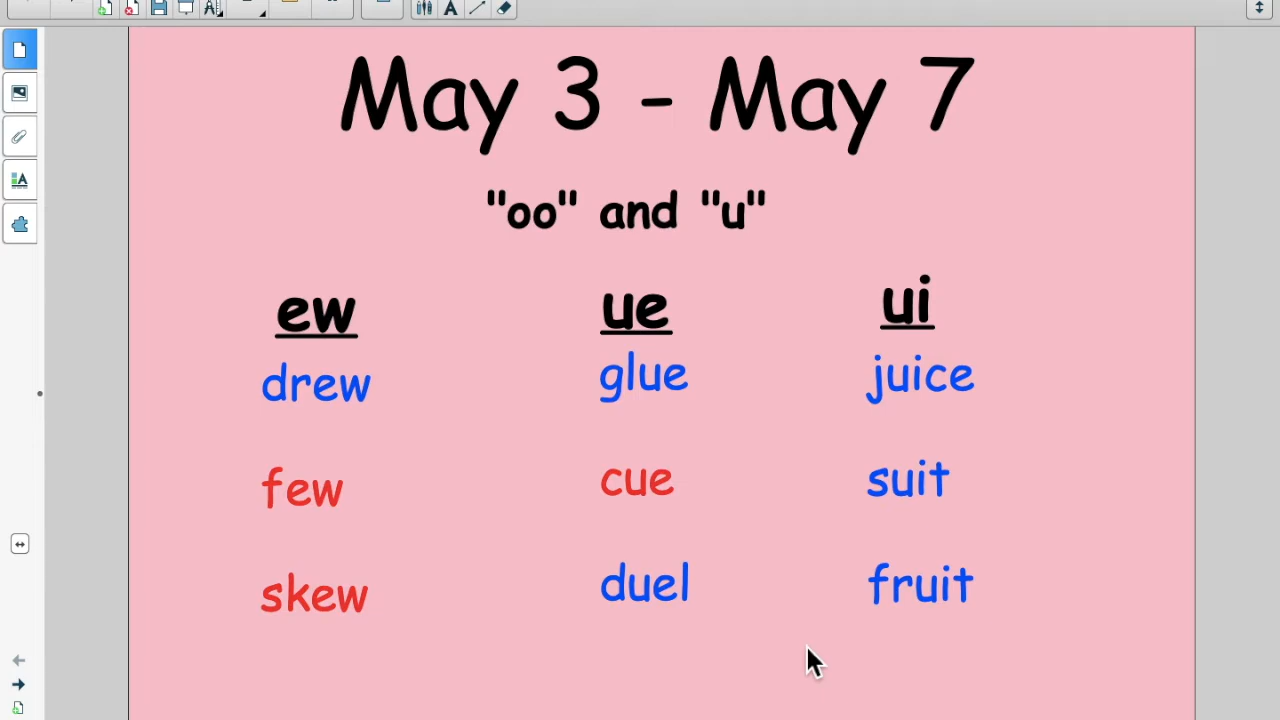 May 3 - May 7
"oo" and "u"
ew ue ui
drew glue juice
few cue suit
skew duel fruit